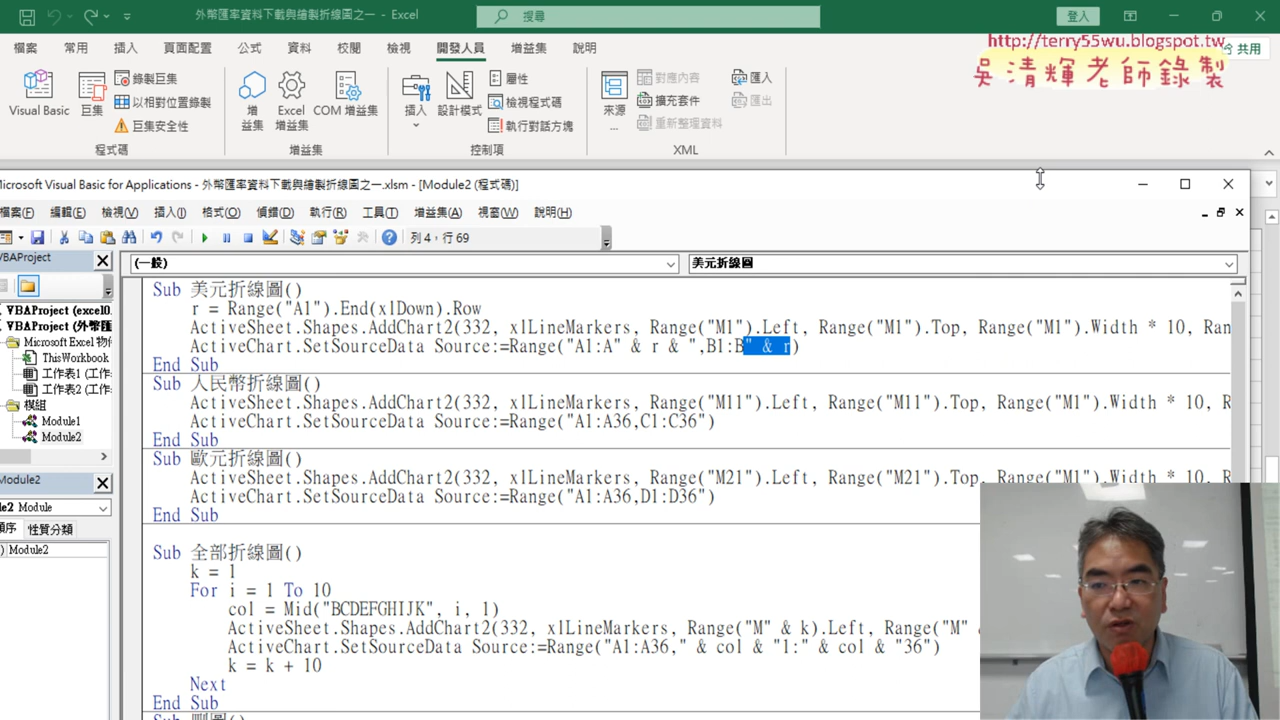 外幣匯率資料下載與繪製折線圖之一 - Excel
搜尋
登入
檔案 常用 插入 頁面配置 公式 資料 校閱 檢視 開發人員 增益集 說明
http://terry55wu.blogspot.tw
共用
吳清輝老師錄製
Visual Basic
巨集
錄製巨集
以相對位置錄製
巨集安全性
程式碼
增益集
Excel 增益集
COM 增益集
增益集
插入
設計模式
屬性
檢視程式碼
執行對話方塊
控制項
來源
...
對應內容
擴充套件
重新整理資料
匯入
匯出
XML
Microsoft Visual Basic for Applications - 外幣匯率資料下載與繪製折線圖之一.xlsm - [Module2 (程式碼)]
檔案(F) 編輯(E) 檢視(V) 插入(I) 格式(O) 偵錯(D) 執行(R) 工具(T) 增益集(A) 視窗(W) 說明(H)
列 4，行 69
VBAProject
(一般)
美元折線圖
VBAProject (excel0
VBAProject (外幣匯
Microsoft Excel 物件
ThisWorkbook
工作表1 (工作
工作表2 (工作
模組
Module1
Module2
Module2
le2 Module
順序 性質分類
) Module2
Sub 美元折線圖()
r = Range("A1").End(xlDown).Row
ActiveSheet.Shapes.AddChart2(332, xlLineMarkers, Range("M1").Left, Range("M1").Top, Range("M1").Width * 10, Ran
ActiveChart.SetSourceData Source:=Range("A1:A" & r & ",B1:B" & r)
End Sub
Sub 人民幣折線圖()
ActiveSheet.Shapes.AddChart2(332, xlLineMarkers, Range("M11").Left, Range("M11").Top, Range("M1").Width * 10, R
ActiveChart.SetSourceData Source:=Range("A1:A36,C1:C36")
End Sub
Sub 歐元折線圖()
ActiveSheet.Shapes.AddChart2(332, xlLineMarkers, Range("M21").Left, Range("M21").Top, Range("M1").Width * 10, R
ActiveChart.SetSourceData Source:=Range("A1:A36,D1:D36")
End Sub
Sub 全部折線圖()
k = 1
For i = 1 To 10
col = Mid("BCDEFGHIJK", i, 1)
ActiveSheet.Shapes.AddChart2(332, xlLineMarkers, Range("M" & k).Left, Range("M"
ActiveChart.SetSourceData Source:=Range("A1:A36," & col & "1:" & col & "36")
k = k + 10
Next
End Sub
Sub 刪圖()